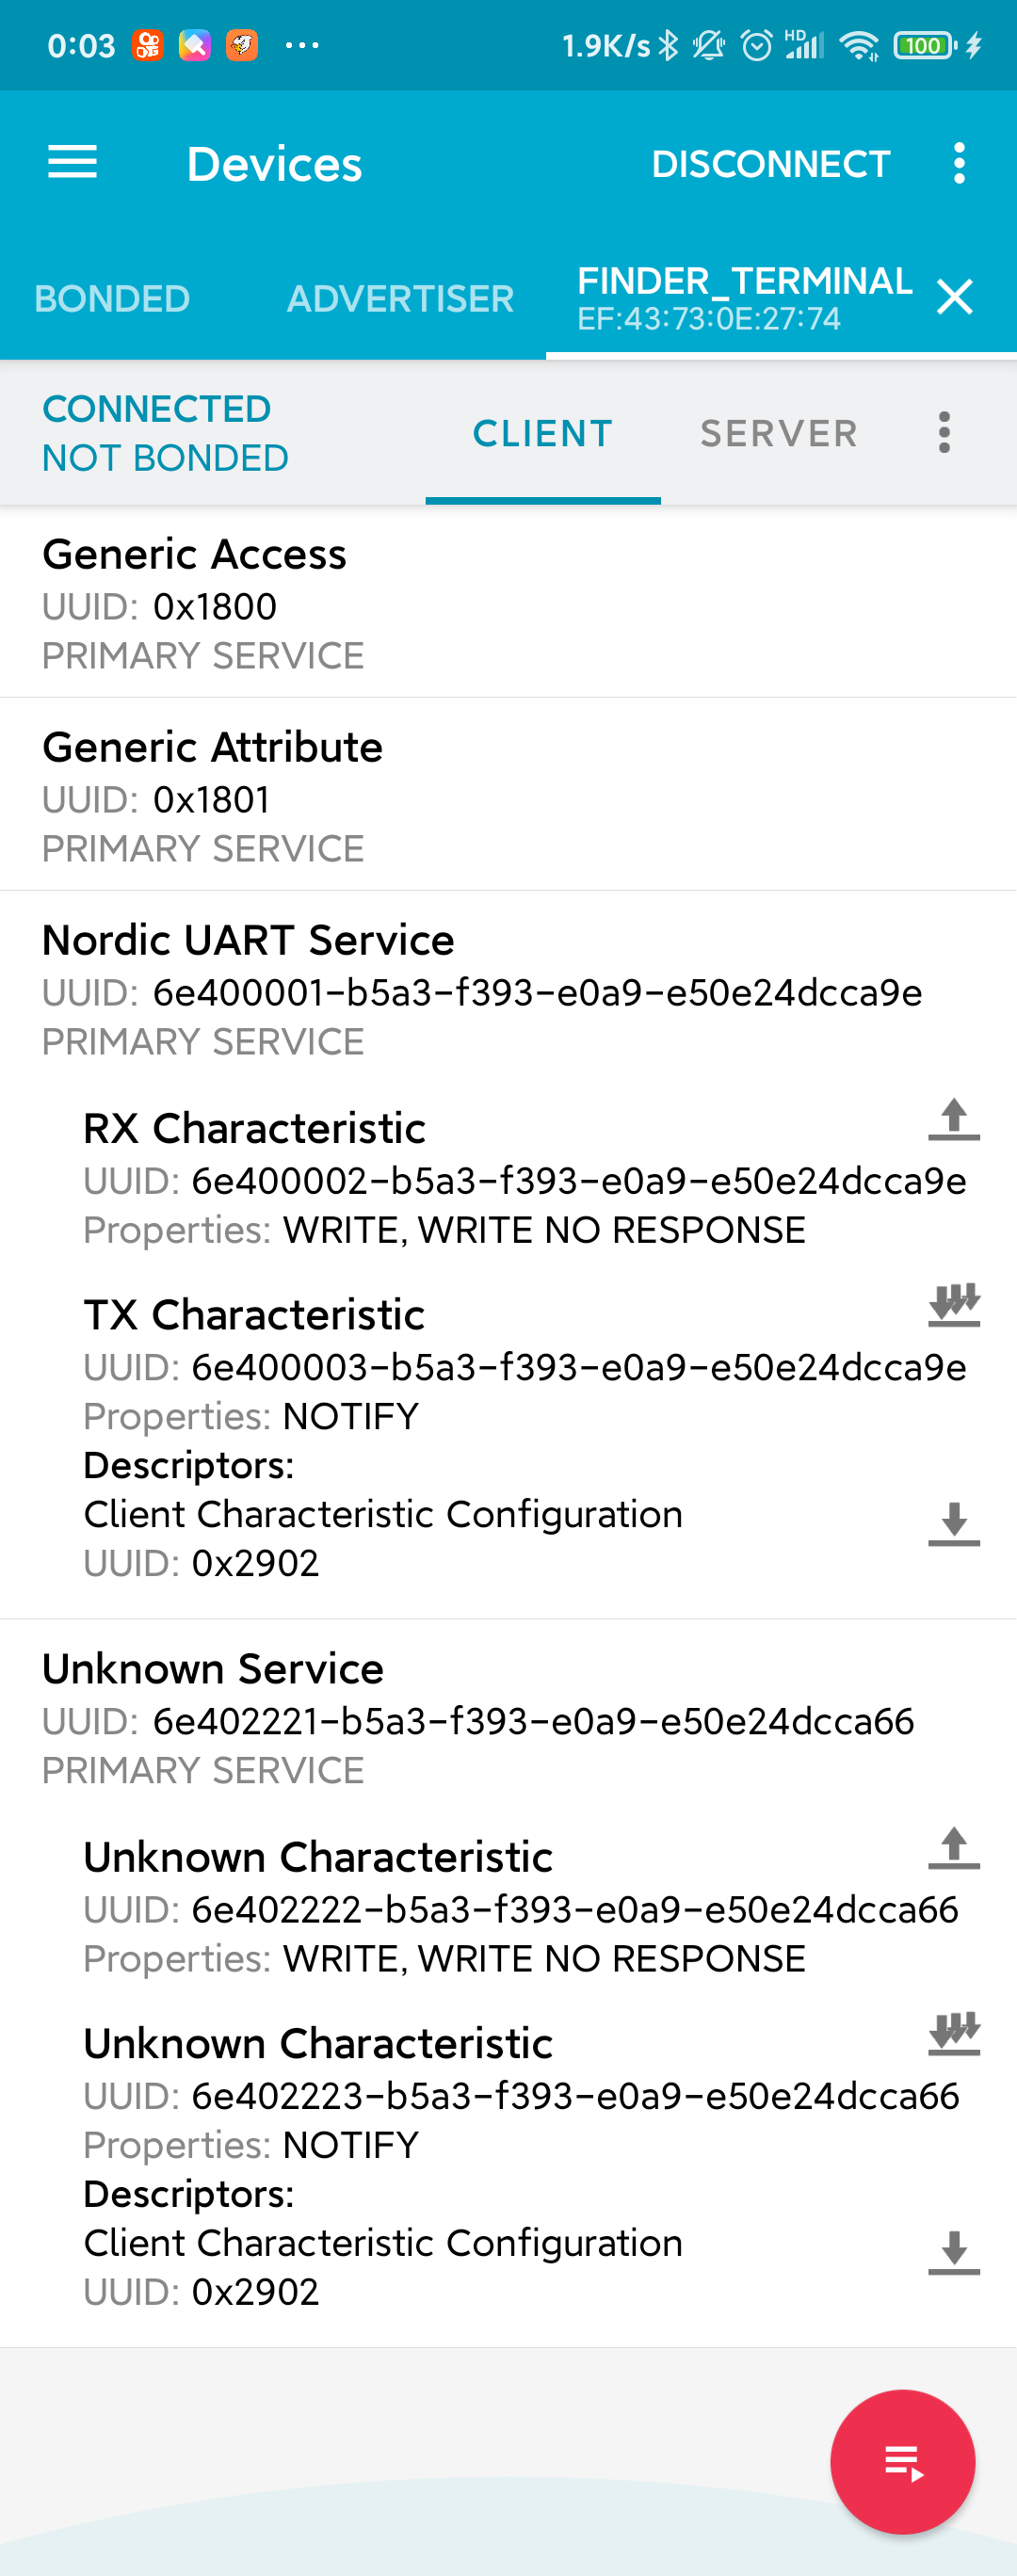 0:03
1.9K/s HD 100
Devices DISCONNECT
BONDED ADVERTISER FINDER_TERMINAL
EF:43:73:0E:27:74
CONNECTED
NOT BONDED
CLIENT SERVER
Generic Access
UUID: 0x1800
PRIMARY SERVICE
Generic Attribute
UUID: 0x1801
PRIMARY SERVICE
Nordic UART Service
UUID: 6e400001-b5a3-f393-e0a9-e50e24dcca9e
PRIMARY SERVICE
RX Characteristic
UUID: 6e400002-b5a3-f393-e0a9-e50e24dcca9e
Properties: WRITE, WRITE NO RESPONSE
TX Characteristic
UUID: 6e400003-b5a3-f393-e0a9-e50e24dcca9e
Properties: NOTIFY
Descriptors:
Client Characteristic Configuration
UUID: 0x2902
Unknown Service
UUID: 6e402221-b5a3-f393-e0a9-e50e24dcca66
PRIMARY SERVICE
Unknown Characteristic
UUID: 6e402222-b5a3-f393-e0a9-e50e24dcca66
Properties: WRITE, WRITE NO RESPONSE
Unknown Characteristic
UUID: 6e402223-b5a3-f393-e0a9-e50e24dcca66
Properties: NOTIFY
Descriptors:
Client Characteristic Configuration
UUID: 0x2902